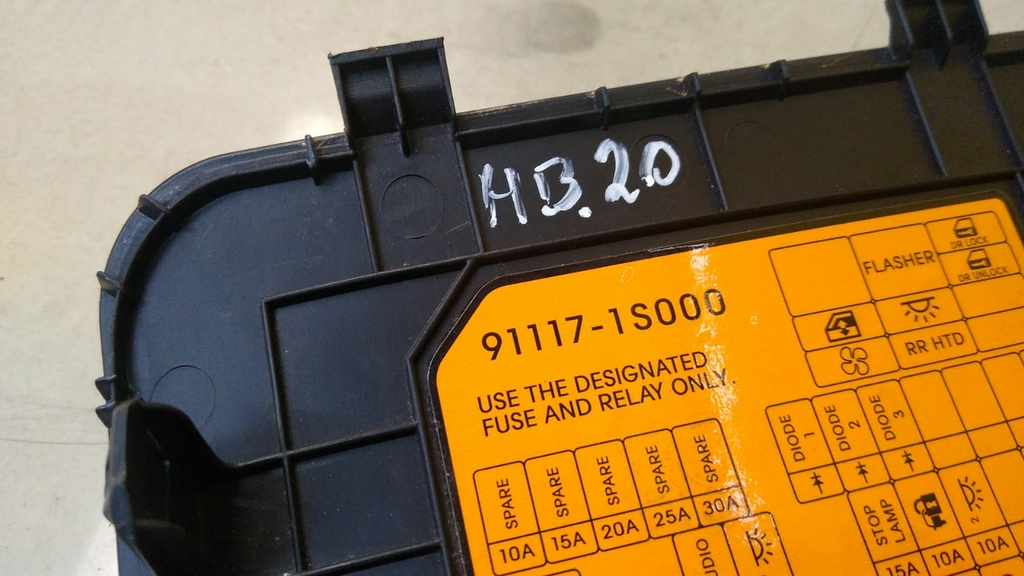 HB.20
91117-1S000
USE THE DESIGNATED
FUSE AND RELAY ONLY.
FLASHER
DR LOCK
DR UNLOCK
RR HTD
DIODE 1
DIODE 2
DIODE 3
SPARE
SPARE
SPARE
SPARE
SPARE
10A
15A
20A
25A
30A
STOP
LAMP
2
15A
10A
10A